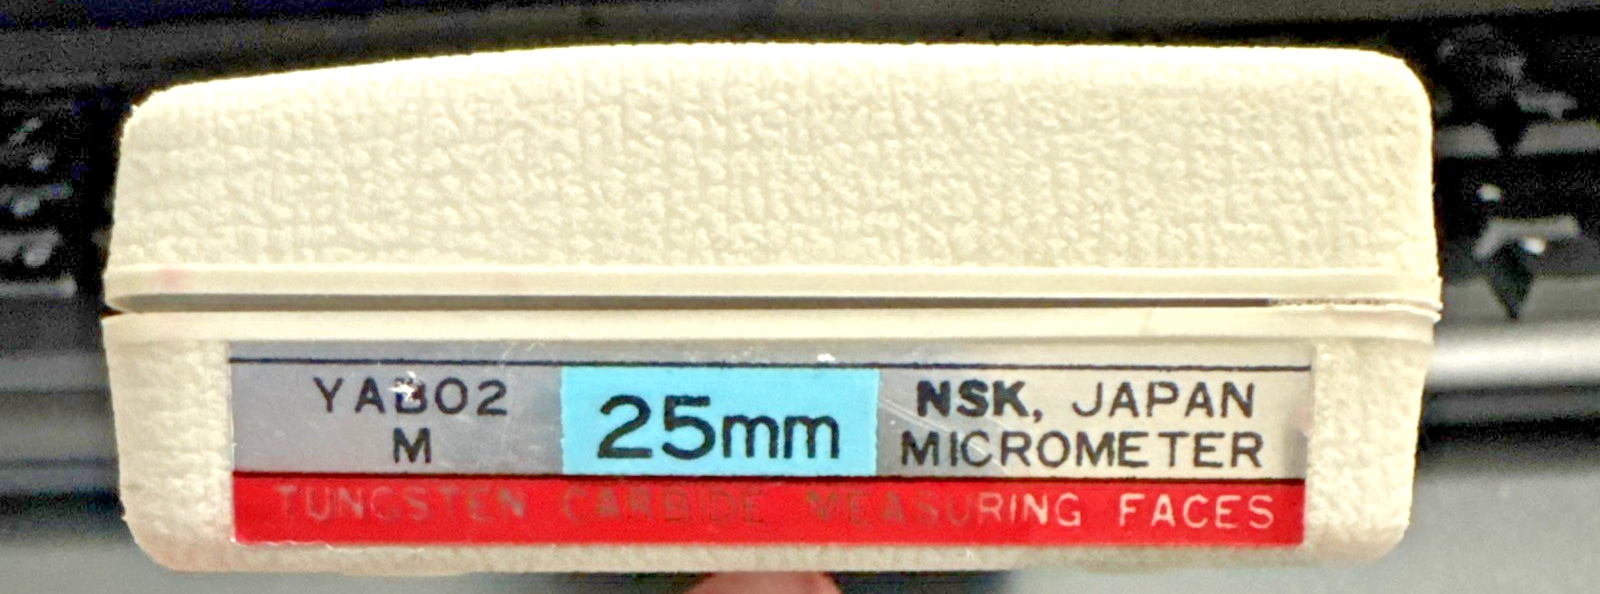 YAB02
M
25mm
NSK, JAPAN
MICROMETER
TUNGSTEN CARBIDE MEASURING FACES